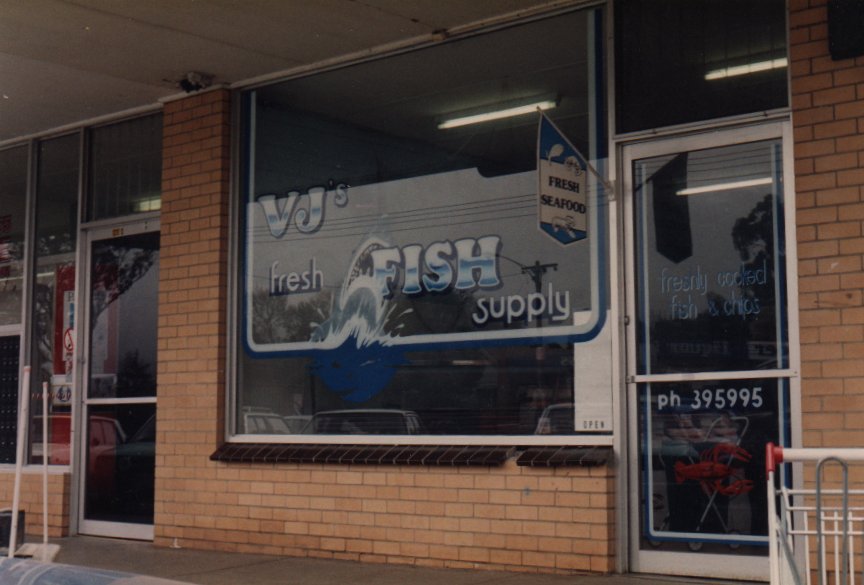 VJ's
fresh FISH
supply
FRESH
SEAFOOD
freshly cooked
fish & chips
ph 395995
OPEN